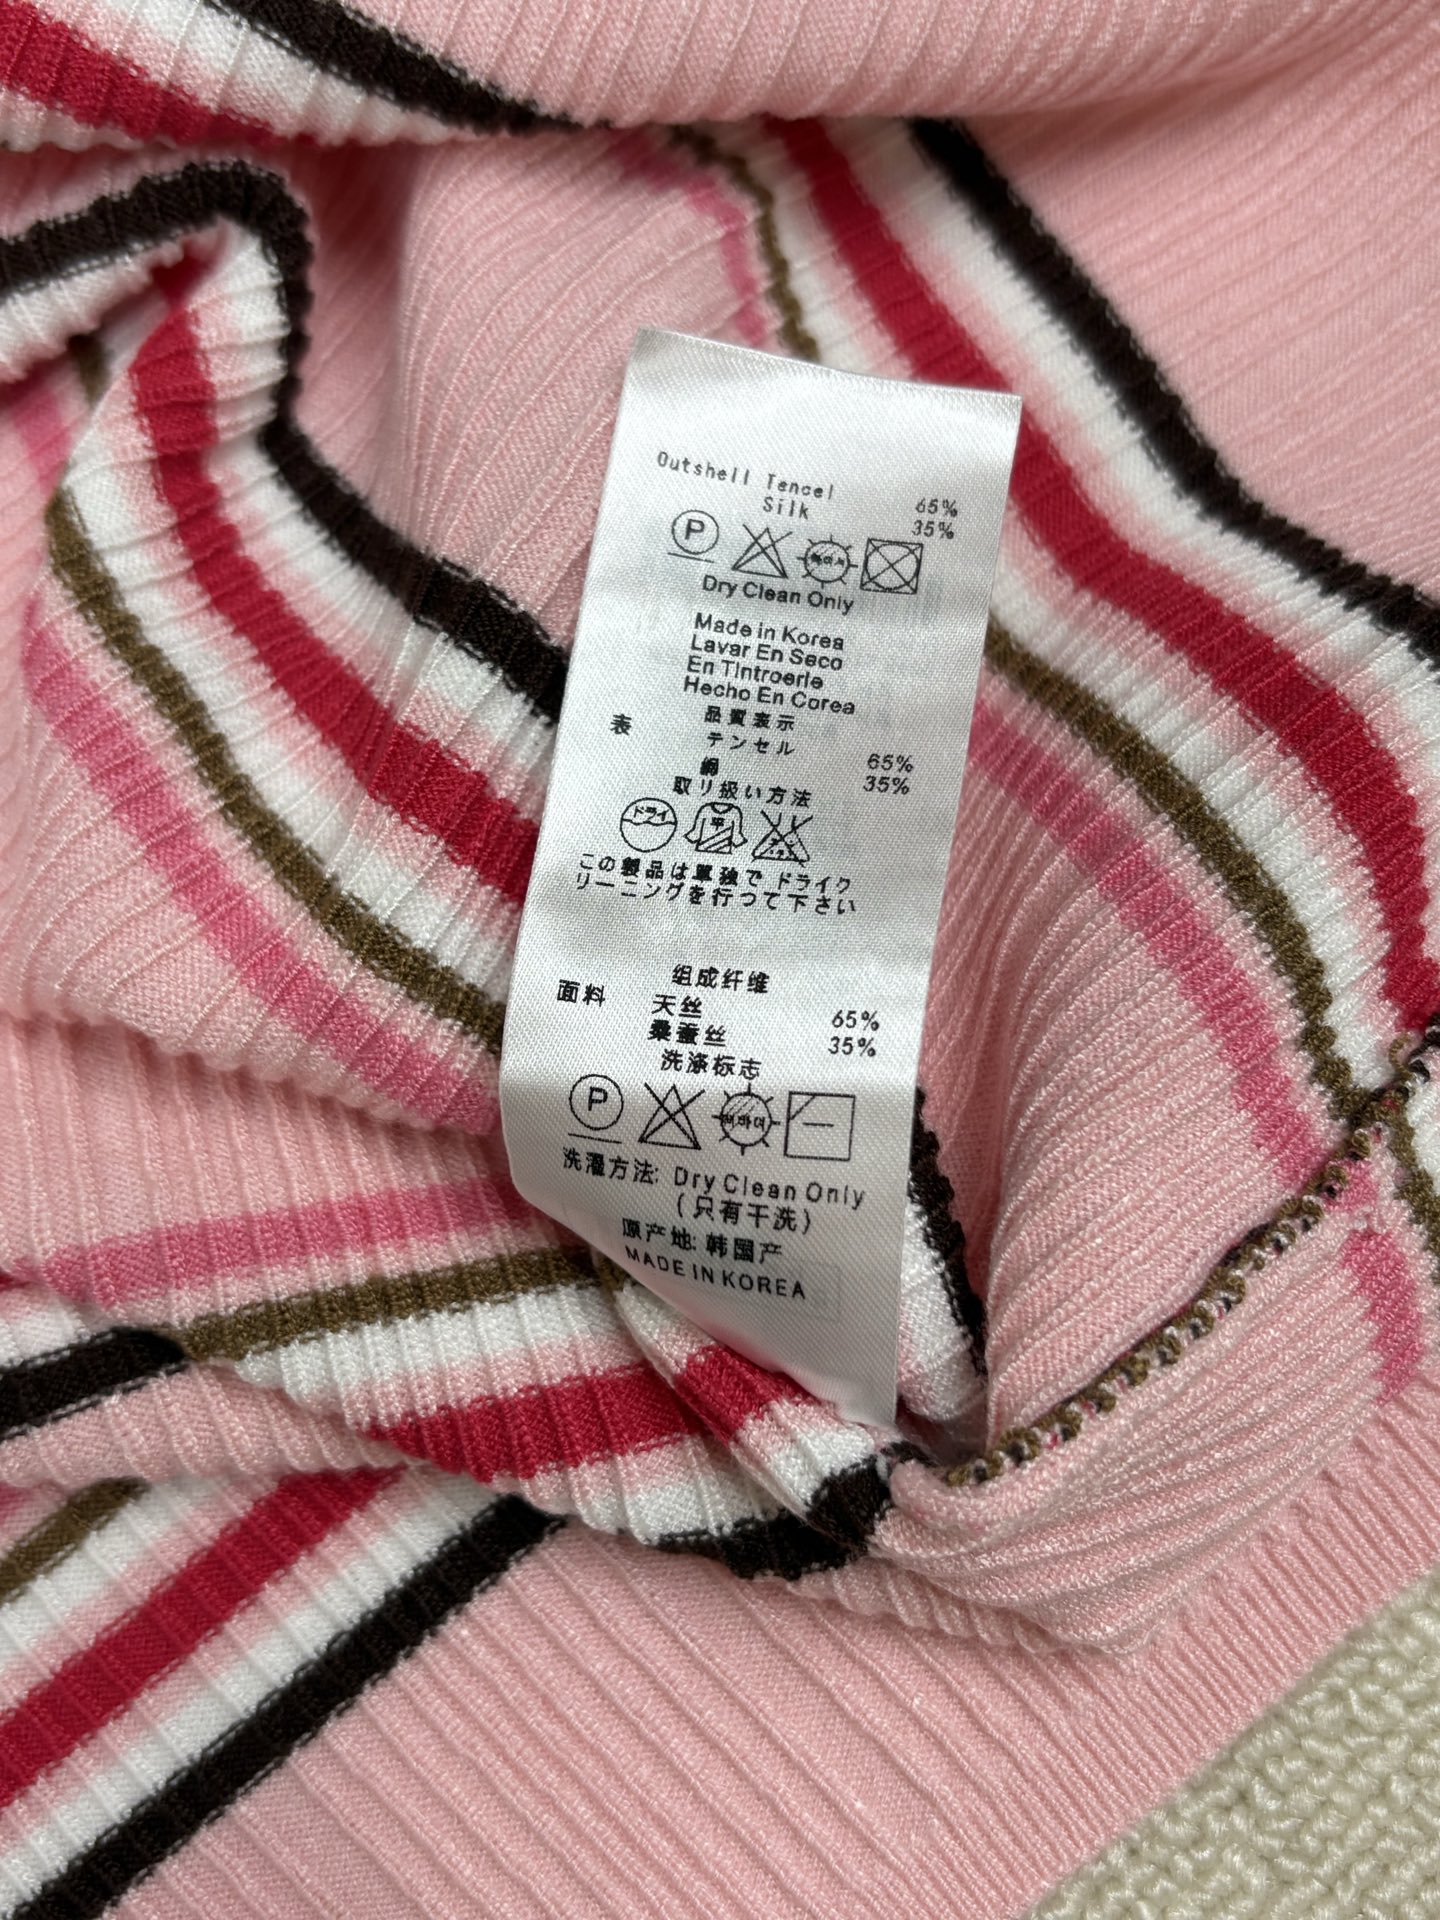 Outshell Tencel 65%
Silk 35%
P
Dry Clean Only
Made in Korea
Lavar En Seco
En Tintroerle
Hecho En Corea
品質表示
表 テンセル 65%
絹 35%
取り扱い方法
ドライ 平
この製品は単独で ドライク
リーニングを行って下さい
组成纤维
面料 天丝 65%
桑蚕丝 35%
洗涤标志
P
洗濯方法: Dry Clean Only
(只有干洗)
原产地: 韩国产
MADE IN KOREA